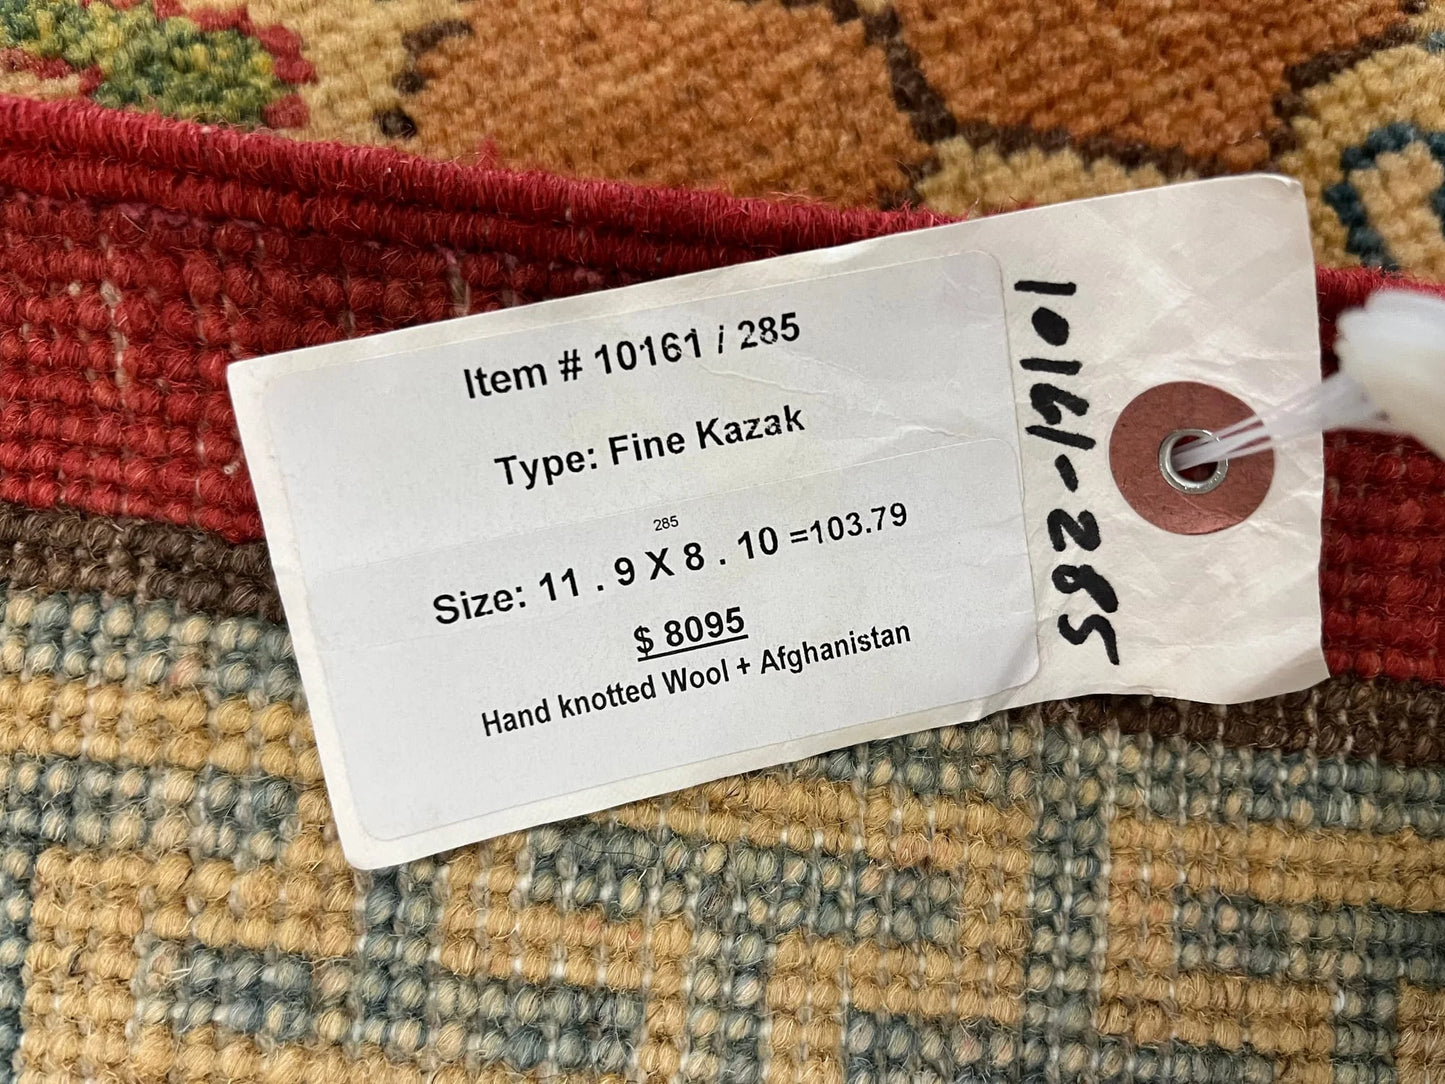 Item # 10161 / 285
Type: Fine Kazak
285
Size: 11 . 9 X 8 . 10 =103.79
$ 8095
Hand knotted Wool + Afghanistan
10161-285